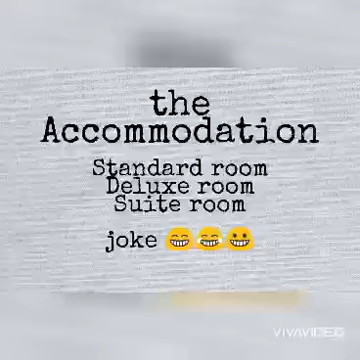 the
Accommodation
Standard room
Deluxe room
Suite room
joke 😁😂😀
VIVAVIDEO